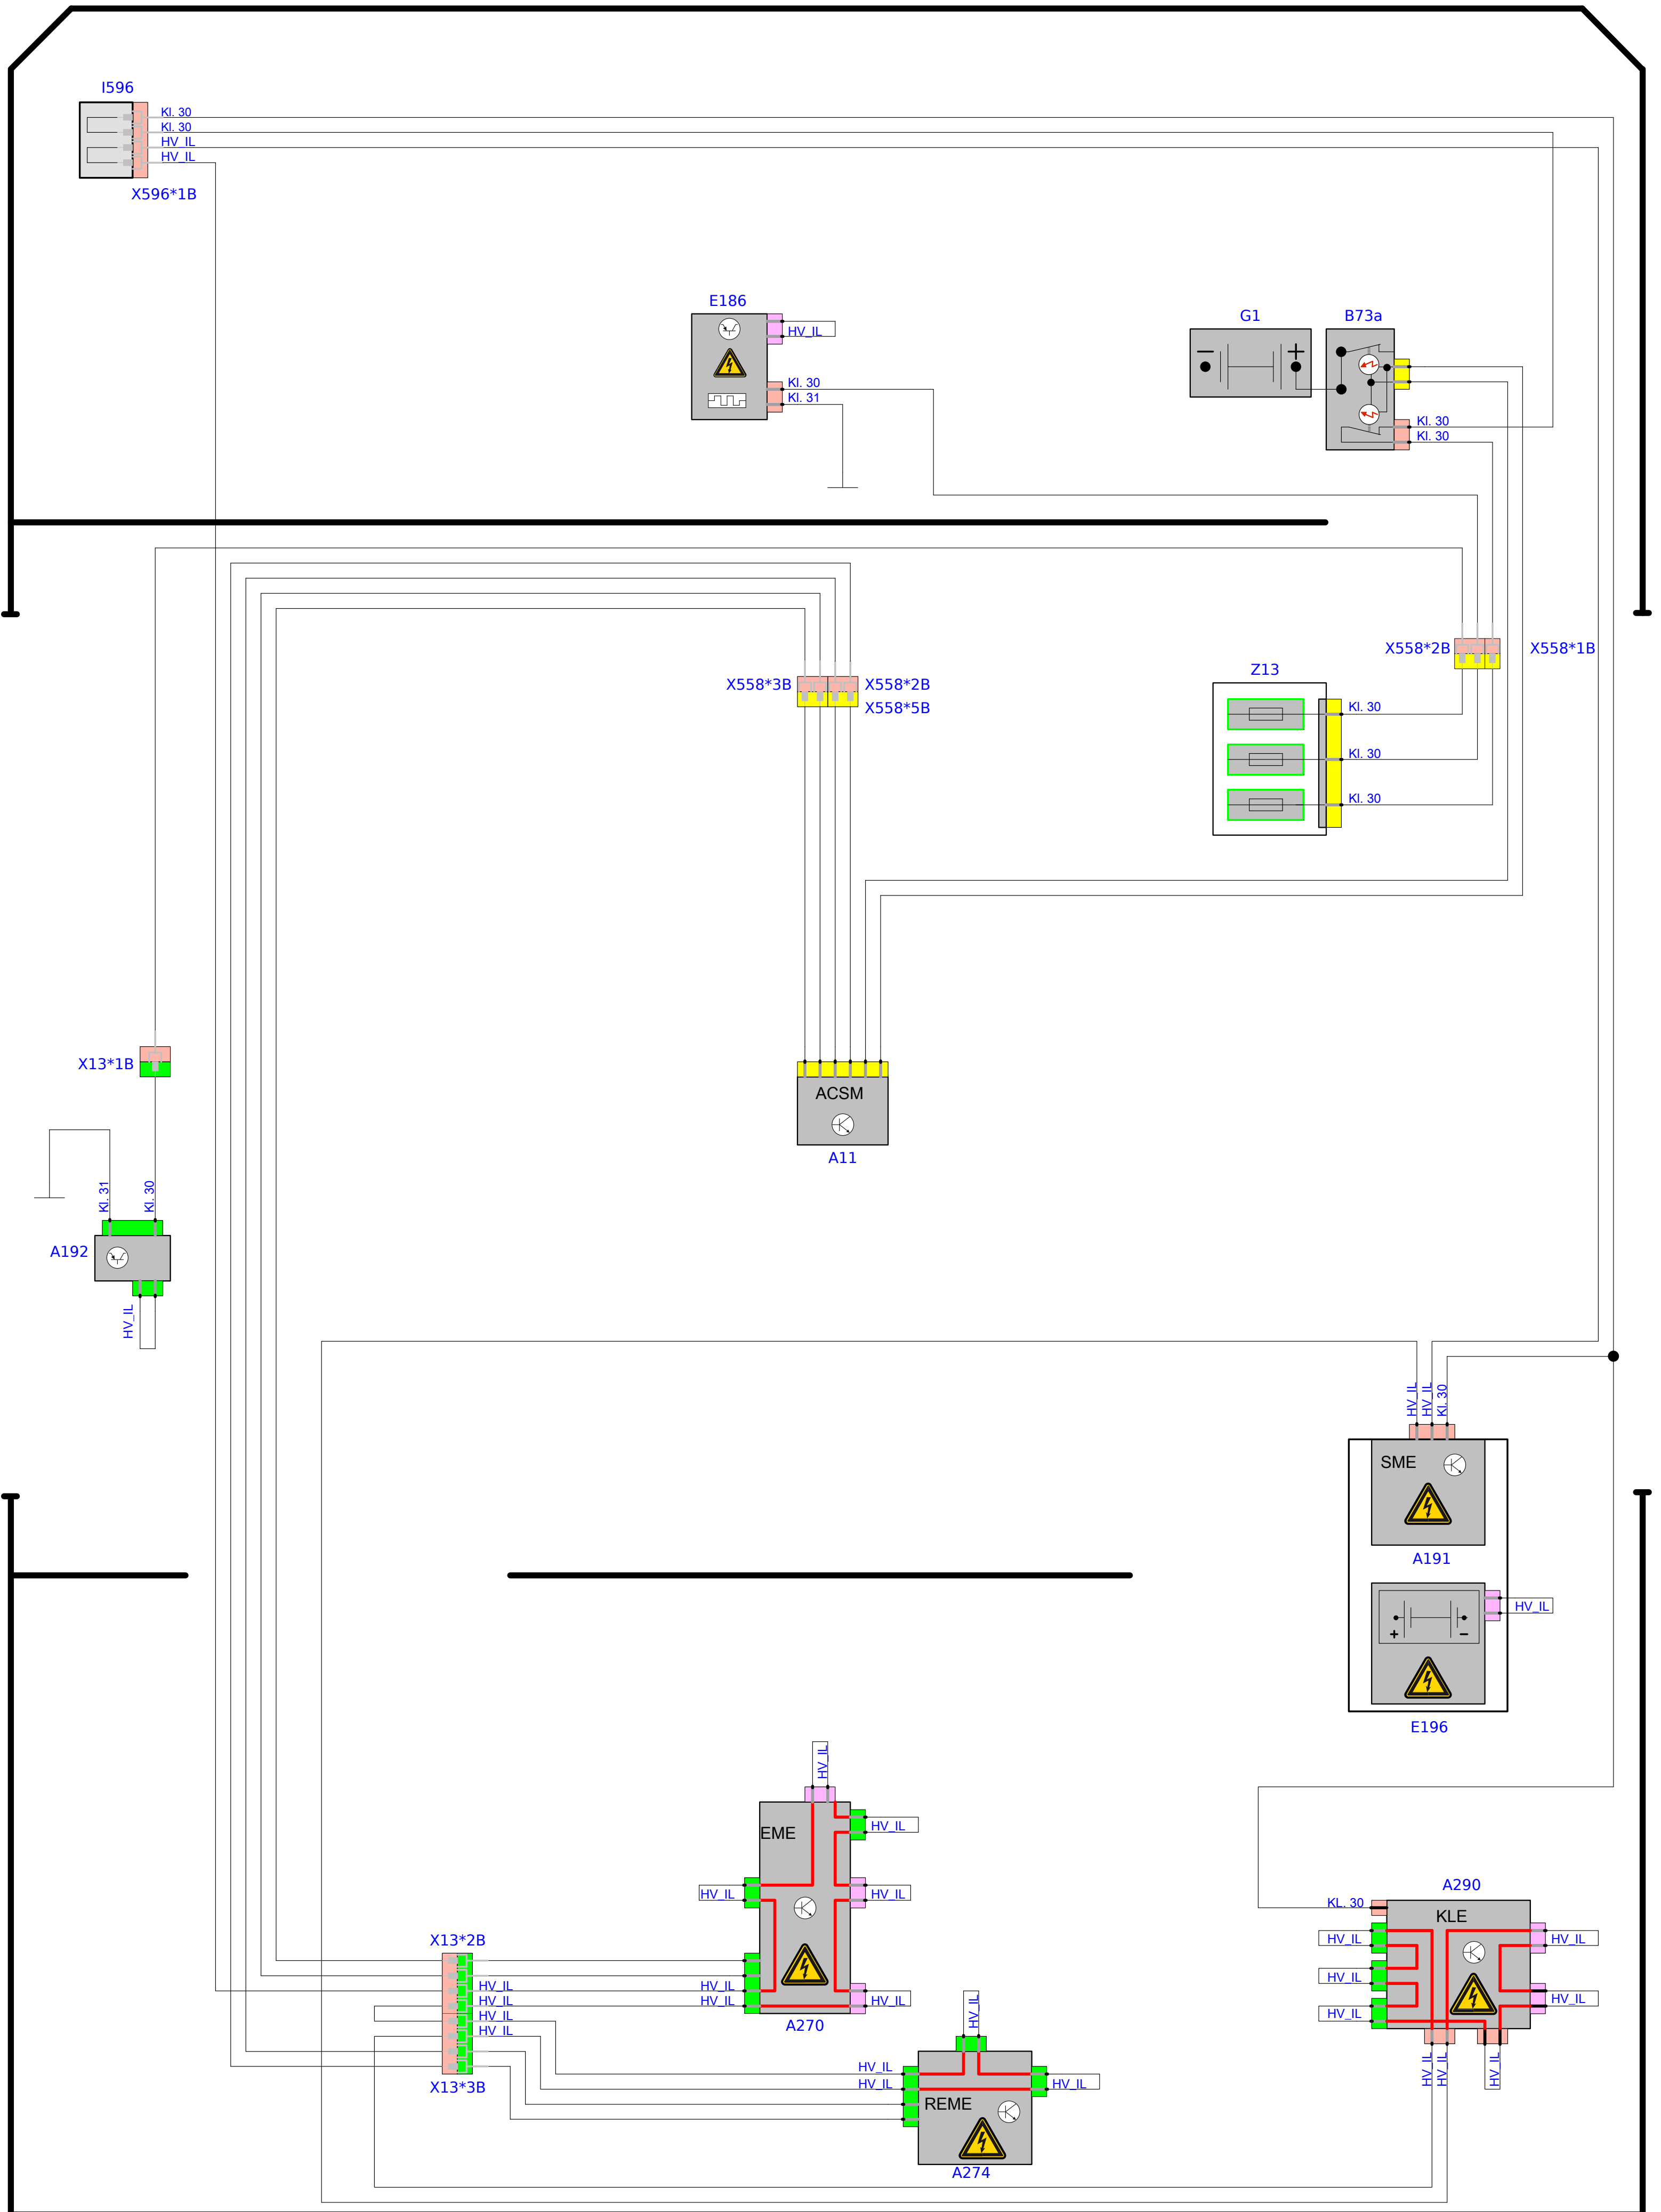 I596
Kl. 30
Kl. 30
HV_IL
HV_IL
X596*1B
E186
HV_IL
Kl. 30
Kl. 31
G1
B73a
Kl. 30
Kl. 30
X558*2B
X558*1B
X558*3B
X558*2B
X558*5B
Z13
Kl. 30
Kl. 30
Kl. 30
X13*1B
ACSM
A11
Kl. 31
Kl. 30
A192
HV_IL
HV_IL
HV_IL
Kl. 30
SME
A191
HV_IL
E196
HV_IL
EME
HV_IL
HV_IL
HV_IL
HV_IL
HV_IL
HV_IL
A270
X13*2B
HV_IL
HV_IL
HV_IL
HV_IL
X13*3B
HV_IL
HV_IL
HV_IL
HV_IL
REME
A274
A290
KL. 30
KLE
HV_IL
HV_IL
HV_IL
HV_IL
HV_IL
HV_IL
HV_IL
HV_IL